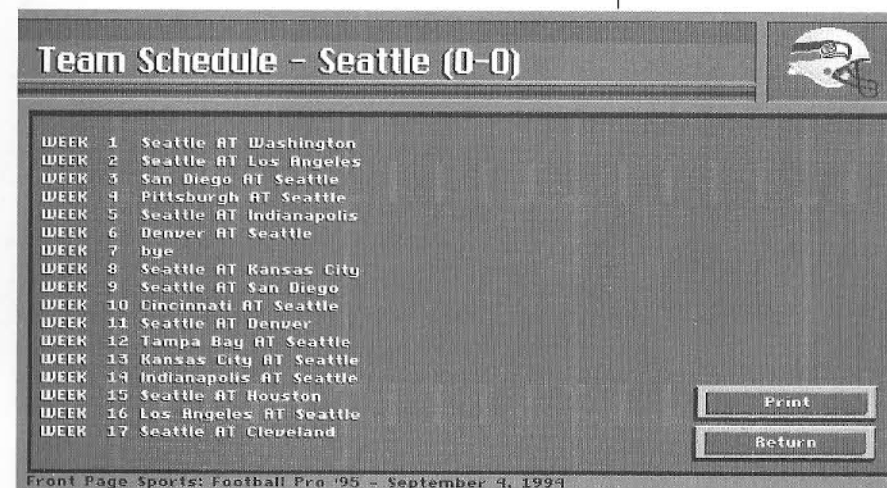 Team Schedule - Seattle (0-0)
WEEK 1 Seattle AT Washington
WEEK 2 Seattle AT Los Angeles
WEEK 3 San Diego AT Seattle
WEEK 4 Pittsburgh AT Seattle
WEEK 5 Seattle AT Indianapolis
WEEK 6 Denver AT Seattle
WEEK 7 bye
WEEK 8 Seattle AT Kansas City
WEEK 9 Seattle AT San Diego
WEEK 10 Cincinnati AT Seattle
WEEK 11 Seattle AT Denver
WEEK 12 Tampa Bay AT Seattle
WEEK 13 Kansas City AT Seattle
WEEK 14 Indianapolis AT Seattle
WEEK 15 Seattle AT Houston
WEEK 16 Los Angeles AT Seattle
WEEK 17 Seattle AT Cleveland
Print
Return
Front Page Sports: Football Pro '95 - September 4, 1994